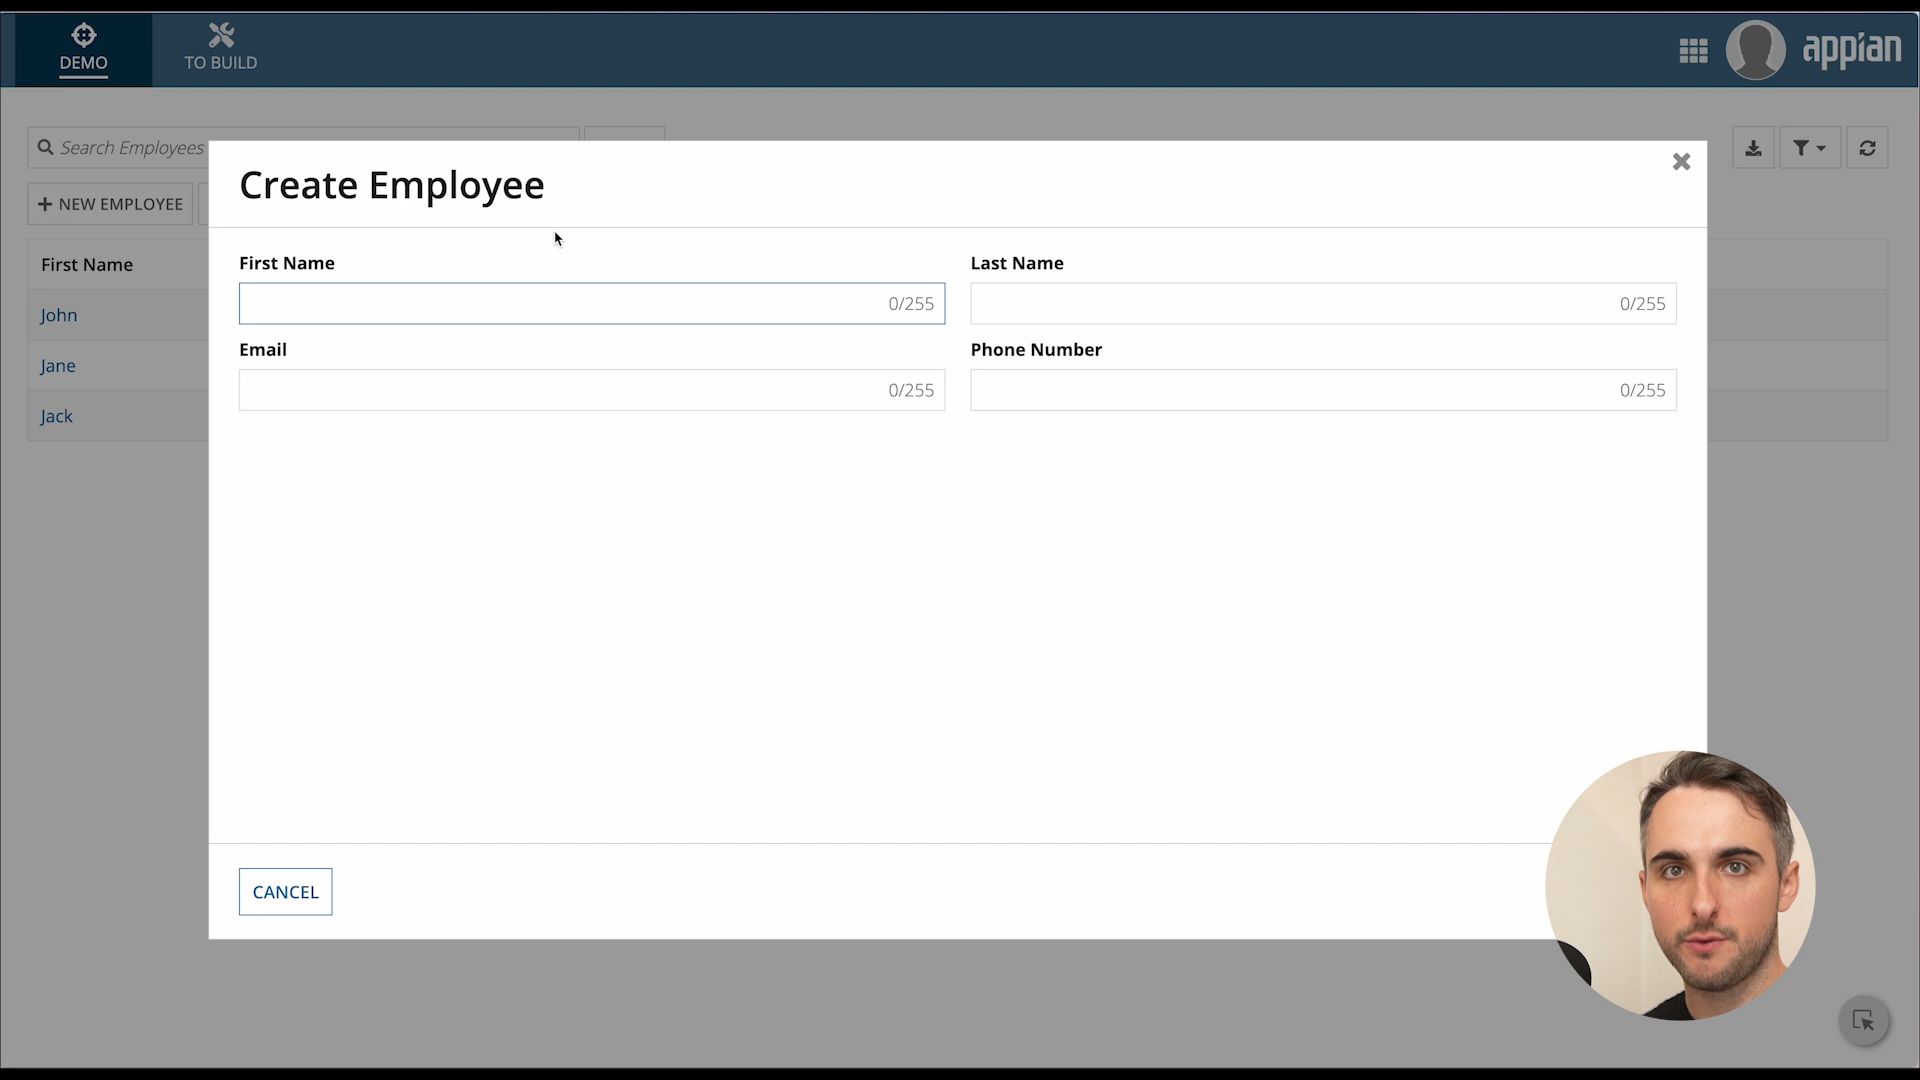 DEMO
TO BUILD
appian
Search Employees
Create Employee
+ NEW EMPLOYEE
First Name
First Name
Last Name
0/255
0/255
John
Email
Phone Number
Jane
0/255
0/255
Jack
CANCEL